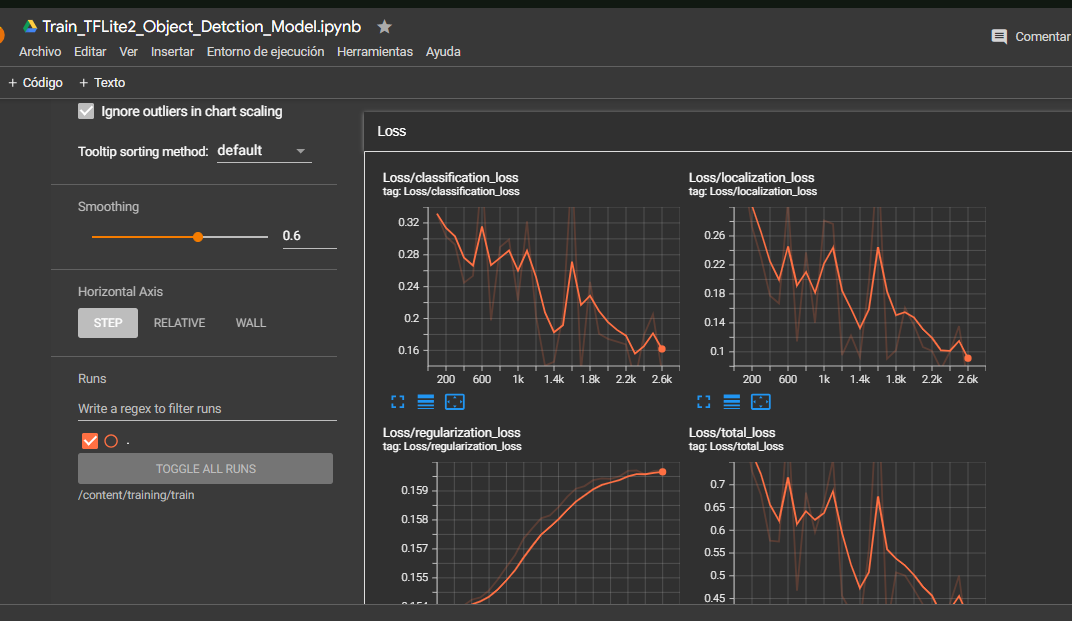 Train_TFLite2_Object_Detction_Model.ipynb
Comentar
Archivo Editar Ver Insertar Entorno de ejecución Herramientas Ayuda
+ Código + Texto
Ignore outliers in chart scaling
Tooltip sorting method: default
Smoothing
0.6
Horizontal Axis
STEP RELATIVE WALL
Runs
Write a regex to filter runs
.
TOGGLE ALL RUNS
/content/training/train
Loss
Loss/classification_loss
tag: Loss/classification_loss
0.32
0.28
0.24
0.2
0.16
200 600 1k 1.4k 1.8k 2.2k 2.6k
Loss/localization_loss
tag: Loss/localization_loss
0.26
0.22
0.18
0.14
0.1
200 600 1k 1.4k 1.8k 2.2k 2.6k
Loss/regularization_loss
tag: Loss/regularization_loss
0.159
0.158
0.157
0.155
0.154
Loss/total_loss
tag: Loss/total_loss
0.7
0.65
0.6
0.55
0.5
0.45